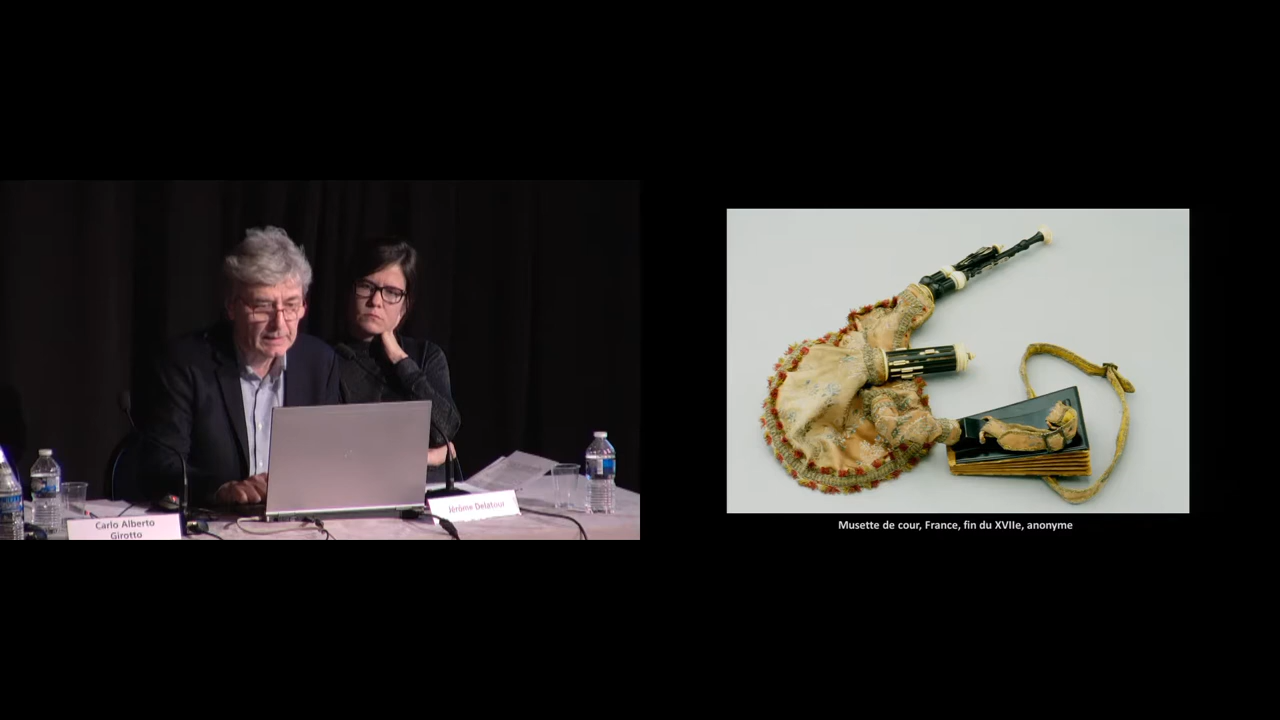 Carlo Alberto
Girotto
Jérôme Delatour
Musette de cour, France, fin du XVIIe, anonyme